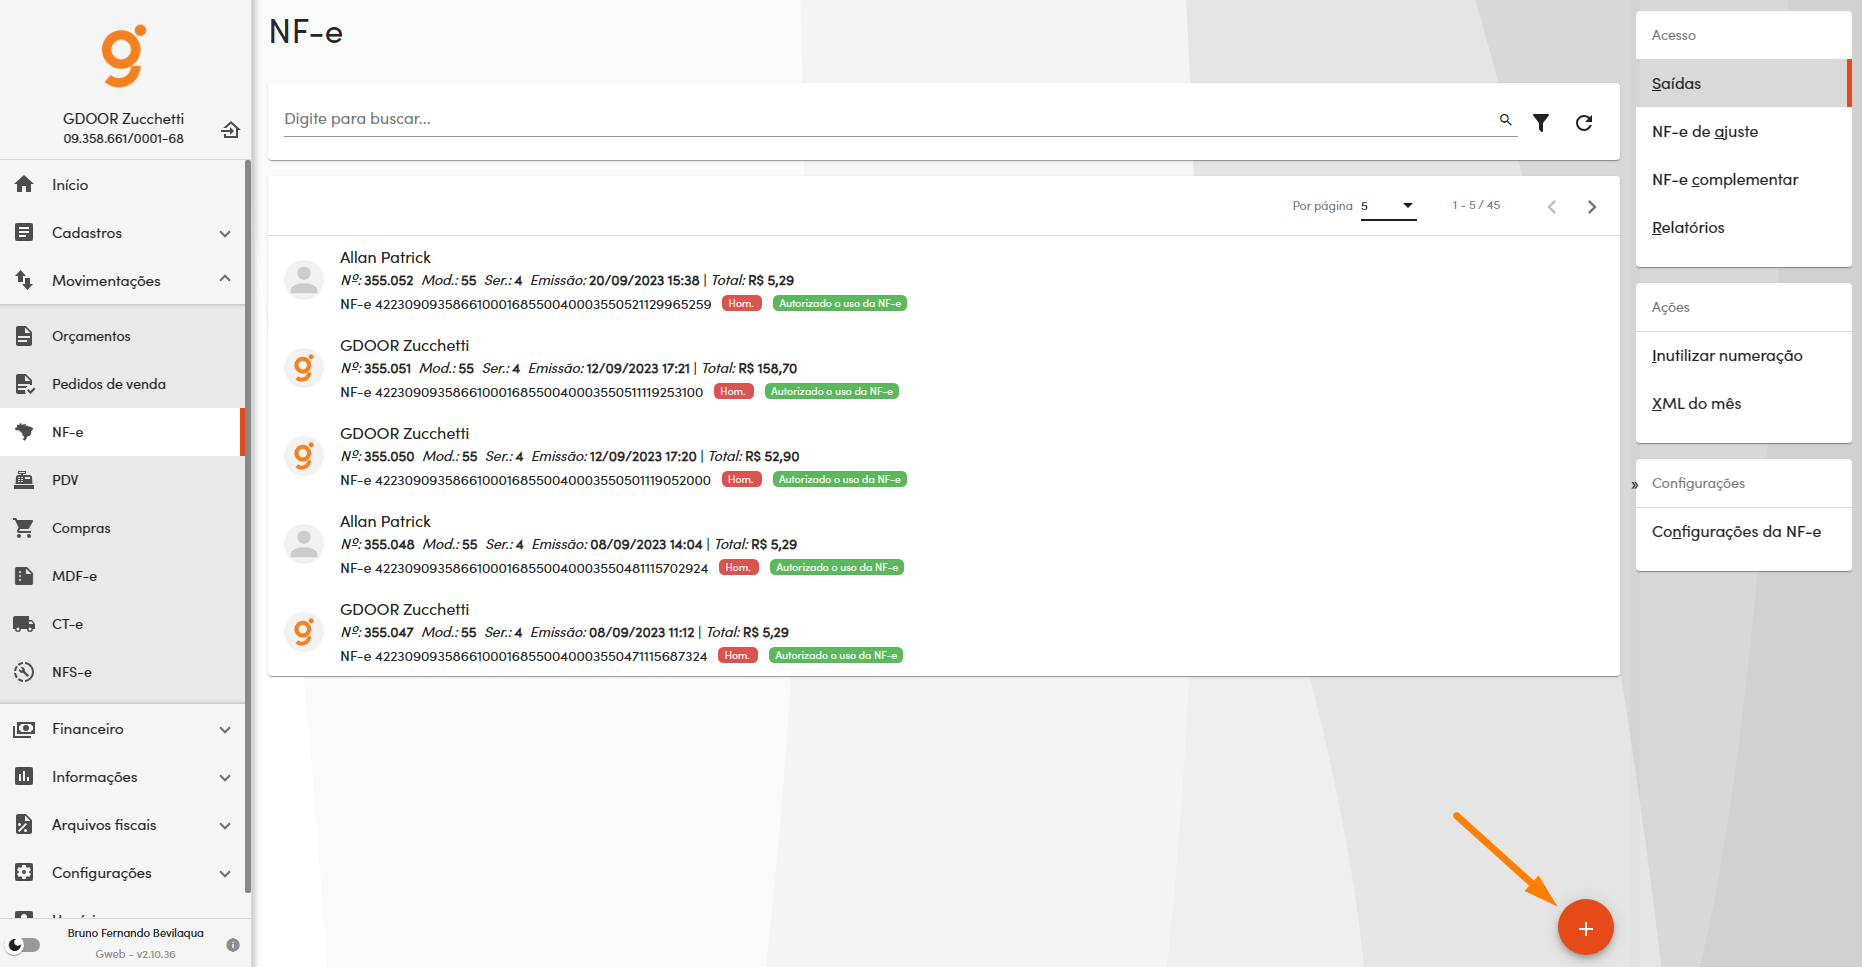 GDOOR Zucchetti
09.358.661/0001-68
Início
Cadastros
Movimentações
Orçamentos
Pedidos de venda
NF-e
PDV
Compras
MDF-e
CT-e
NFS-e
Financeiro
Informações
Arquivos fiscais
Configurações
Bruno Fernando Bevilaqua
Gweb - v2.10.36
NF-e
Digite para buscar...
Por página 5 1 - 5 / 45
Allan Patrick
Nº: 355.052 Mod.: 55 Ser.: 4 Emissão: 20/09/2023 15:38 | Total: R$ 5,29
NF-e 42230909358661000168550040003550521129965259 Hom. Autorizado o uso da NF-e
GDOOR Zucchetti
Nº: 355.051 Mod.: 55 Ser.: 4 Emissão: 12/09/2023 17:21 | Total: R$ 158,70
NF-e 42230909358661000168550040003550511119253100 Hom. Autorizado o uso da NF-e
GDOOR Zucchetti
Nº: 355.050 Mod.: 55 Ser.: 4 Emissão: 12/09/2023 17:20 | Total: R$ 52,90
NF-e 42230909358661000168550040003550501119052000 Hom. Autorizado o uso da NF-e
Allan Patrick
Nº: 355.048 Mod.: 55 Ser.: 4 Emissão: 08/09/2023 14:04 | Total: R$ 5,29
NF-e 42230909358661000168550040003550481115702924 Hom. Autorizado o uso da NF-e
GDOOR Zucchetti
Nº: 355.047 Mod.: 55 Ser.: 4 Emissão: 08/09/2023 11:12 | Total: R$ 5,29
NF-e 42230909358661000168550040003550471115687324 Hom. Autorizado o uso da NF-e
Acesso
Saídas
NF-e de ajuste
NF-e complementar
Relatórios
Ações
Inutilizar numeração
XML do mês
» Configurações
Configurações da NF-e